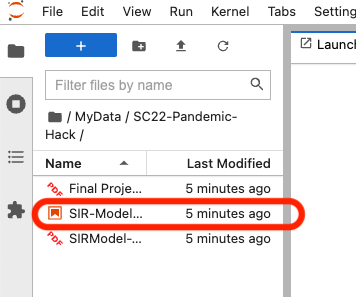 File Edit View Run Kernel Tabs Setting
Launch
Filter files by name
/ MyData / SC22-Pandemic-
Hack /
Name Last Modified
PDF Final Proje... 5 minutes ago
SIR-Model... 5 minutes ago
PDF SIRModel-... 5 minutes ago